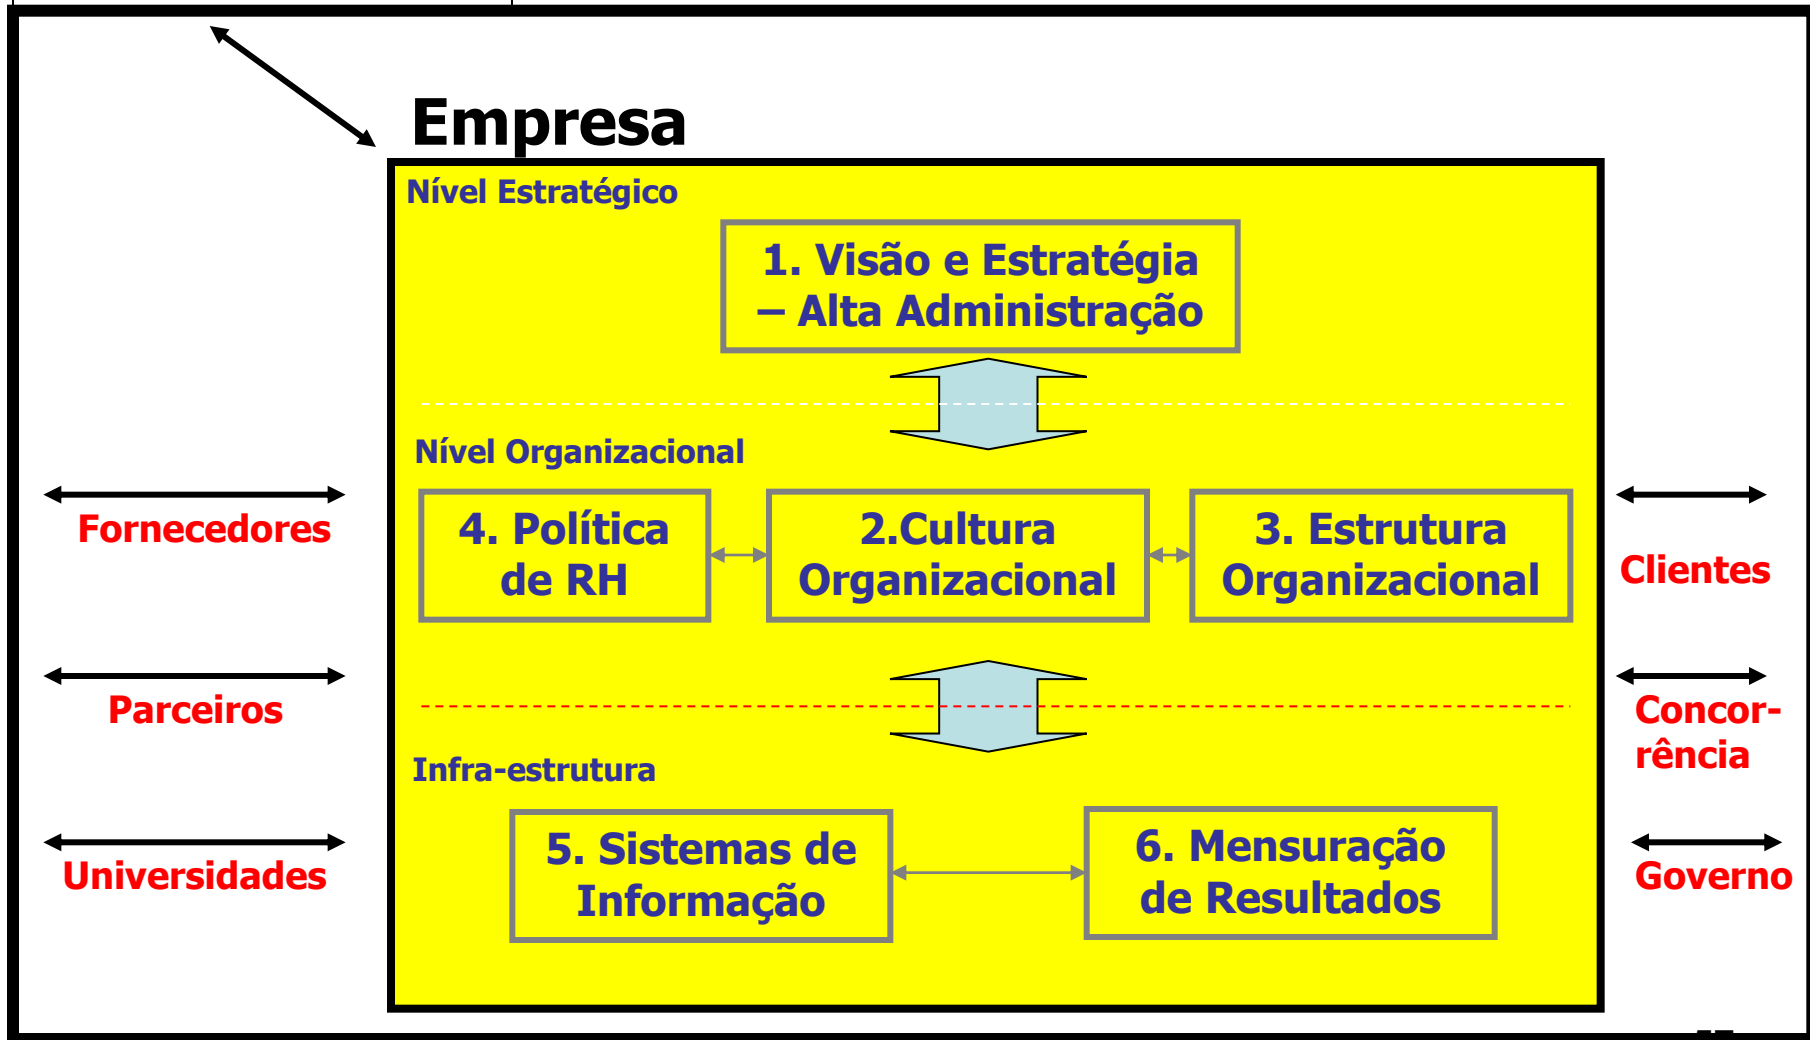 Empresa
Nível Estratégico
1. Visão e Estratégia
– Alta Administração
Nível Organizacional
Fornecedores
4. Política
de RH
2.Cultura
Organizacional
3. Estrutura
Organizacional
Clientes
Parceiros
Concor-
rência
Infra-estrutura
5. Sistemas de
Informação
6. Mensuração
de Resultados
Universidades
Governo